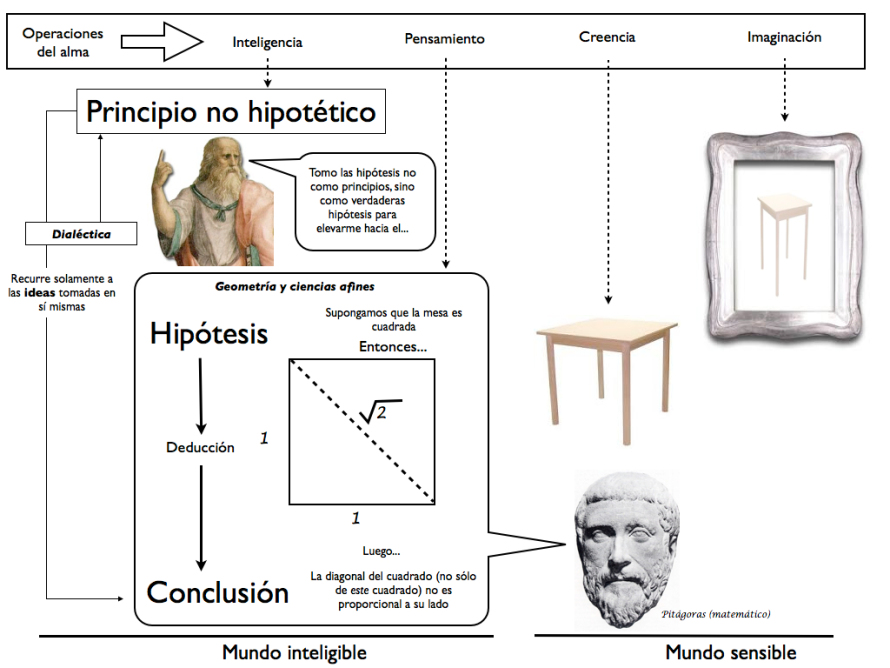 Operaciones
del alma
Inteligencia
Pensamiento
Creencia
Imaginación
Principio no hipotético
Tomo las hipótesis no
como principios, sino
como verdaderas
hipótesis para
elevarme hacia el...
Dialéctica
Recurre solamente a
las ideas tomadas en
sí mismas
Geometría y ciencias afines
Hipótesis
Supongamos que la mesa es
cuadrada
Entonces...
√2
Deducción
1
1
Luego...
Conclusión
La diagonal del cuadrado (no sólo
de este cuadrado) no es
proporcional a su lado
Pitágoras (matemático)
Mundo inteligible
Mundo sensible